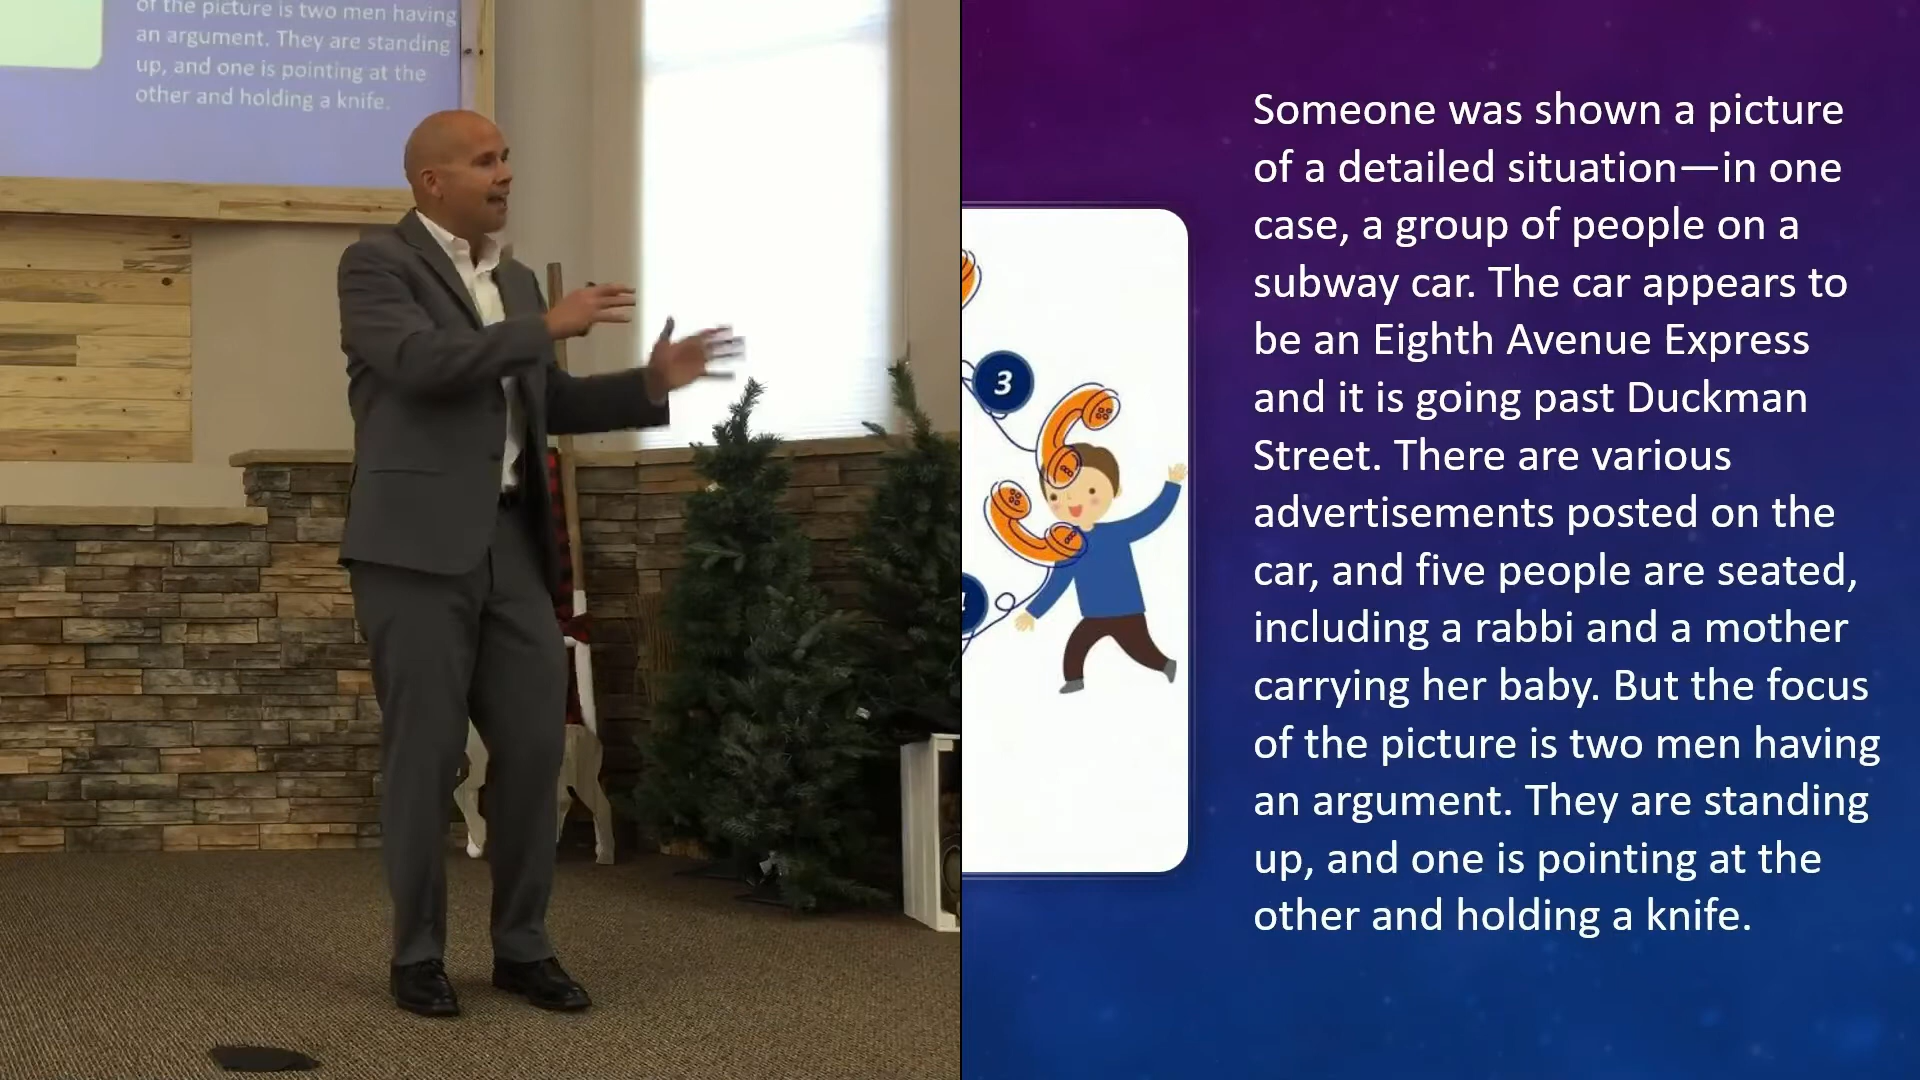 of the picture is two men having
an argument. They are standing
up, and one is pointing at the
other and holding a knife.
3
Someone was shown a picture
of a detailed situation—in one
case, a group of people on a
subway car. The car appears to
be an Eighth Avenue Express
and it is going past Duckman
Street. There are various
advertisements posted on the
car, and five people are seated,
including a rabbi and a mother
carrying her baby. But the focus
of the picture is two men having
an argument. They are standing
up, and one is pointing at the
other and holding a knife.